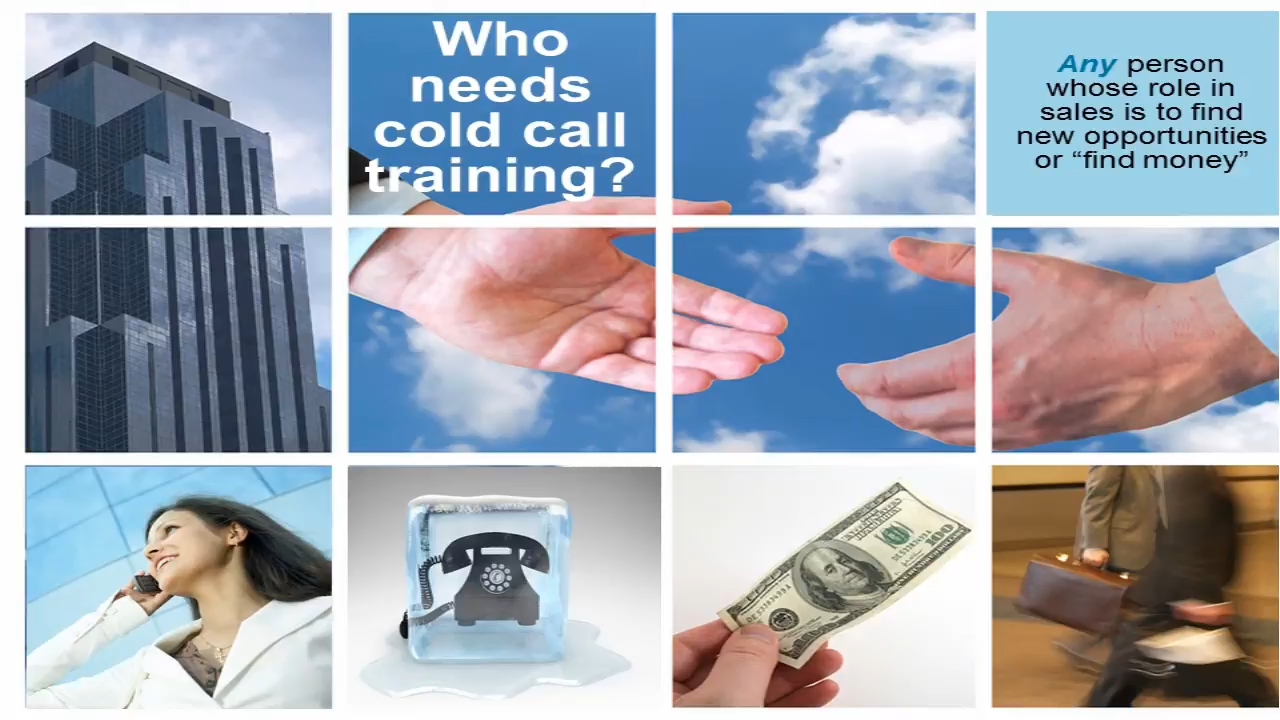 Who
needs
cold call
training?
Any person
whose role in
sales is to find
new opportunities
or “find money”